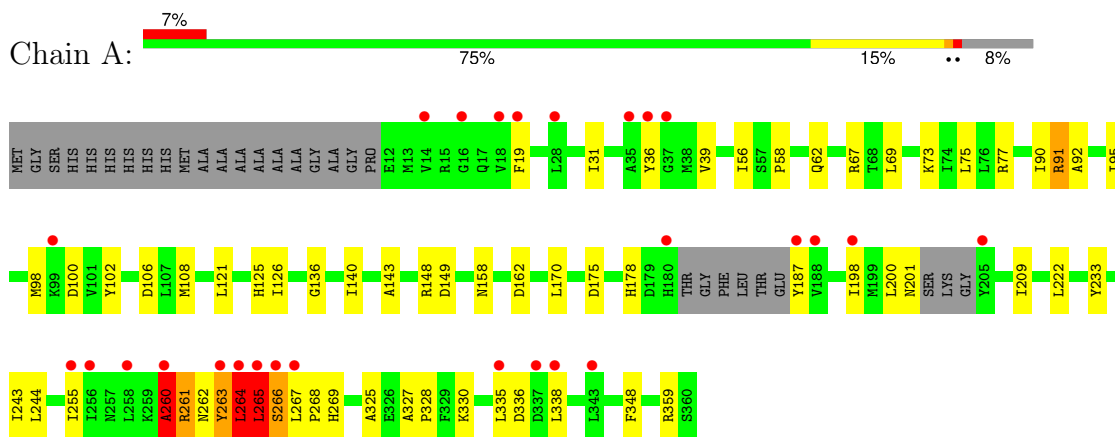 7%
Chain A:
75% 15% •• 8%
MET GLY SER HIS HIS HIS HIS HIS HIS MET ALA ALA ALA ALA ALA ALA ALA GLY ALA GLY PRO E12 M13 V14 R15 G16 Q17 V18 F19 L28 I31 A35 Y36 G37 M38 V39 I56 S57 P58 Q62 R67 T68 L69 K73 I74 L75 L76 R77 I90 R91 A92 I95
M98 K99 D100 V101 Y102 D106 L107 M108 L121 H125 I126 G136 I140 A143 R148 D149 N158 D162 L170 D175 H178 D179 H180 THR GLY PHE LEU THR GLU Y187 V188 I198 M199 L200 N201 SER LYS GLY Y205 I209 L222 Y233
I243 L244 I255 I256 N257 L258 K259 A260 R261 N262 Y263 L264 L265 S266 L267 P268 H269 A325 E326 A327 F328 F329 K330 L335 D336 D337 L338 L343 F348 R359 S360